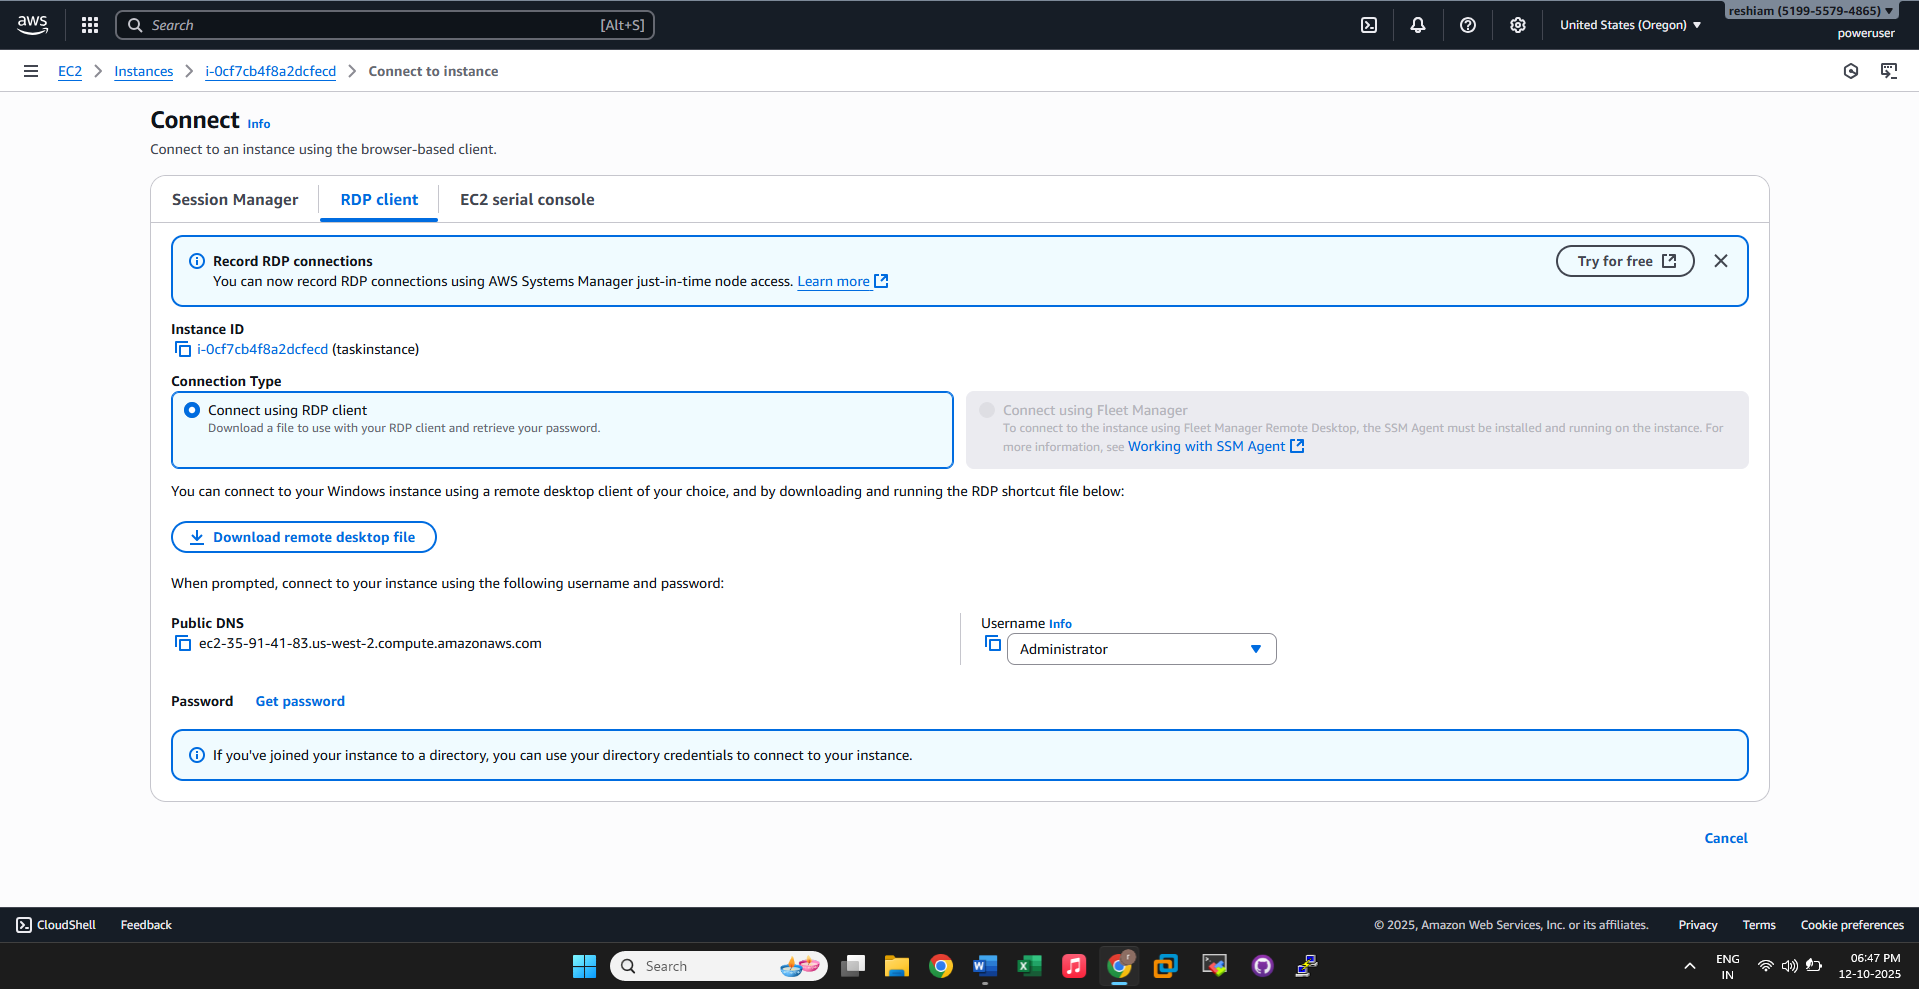 aws
Search [Alt+S]
United States (Oregon)
reshiam (5199-5579-4865)
poweruser
EC2 Instances i-0cf7cb4f8a2dcfecd Connect to instance
Connect Info
Connect to an instance using the browser-based client.
Session Manager RDP client EC2 serial console
Record RDP connections
You can now record RDP connections using AWS Systems Manager just-in-time node access. Learn more
Try for free
Instance ID
i-0cf7cb4f8a2dcfecd (taskinstance)
Connection Type
Connect using RDP client
Download a file to use with your RDP client and retrieve your password.
Connect using Fleet Manager
To connect to the instance using Fleet Manager Remote Desktop, the SSM Agent must be installed and running on the instance. For
more information, see Working with SSM Agent
You can connect to your Windows instance using a remote desktop client of your choice, and by downloading and running the RDP shortcut file below:
Download remote desktop file
When prompted, connect to your instance using the following username and password:
Public DNS
ec2-35-91-41-83.us-west-2.compute.amazonaws.com
Username Info
Administrator
Password Get password
If you've joined your instance to a directory, you can use your directory credentials to connect to your instance.
Cancel
CloudShell Feedback © 2025, Amazon Web Services, Inc. or its affiliates. Privacy Terms Cookie preferences
Search
ENG
IN
06:47 PM
12-10-2025